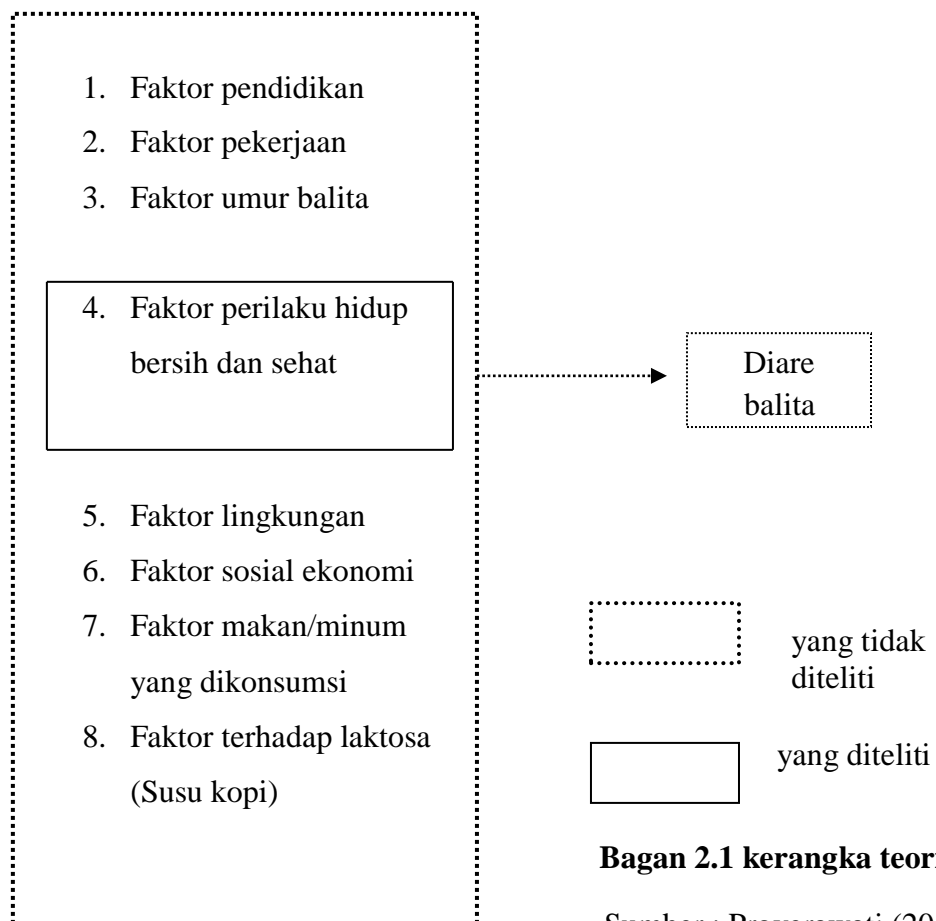 1. Faktor pendidikan
2. Faktor pekerjaan
3. Faktor umur balita
4. Faktor perilaku hidup
bersih dan sehat
5. Faktor lingkungan
6. Faktor sosial ekonomi
7. Faktor makan/minum
yang dikonsumsi
8. Faktor terhadap laktosa
(Susu kopi)
Diare
balita
yang tidak
diteliti
yang diteliti
Bagan 2.1 kerangka teori